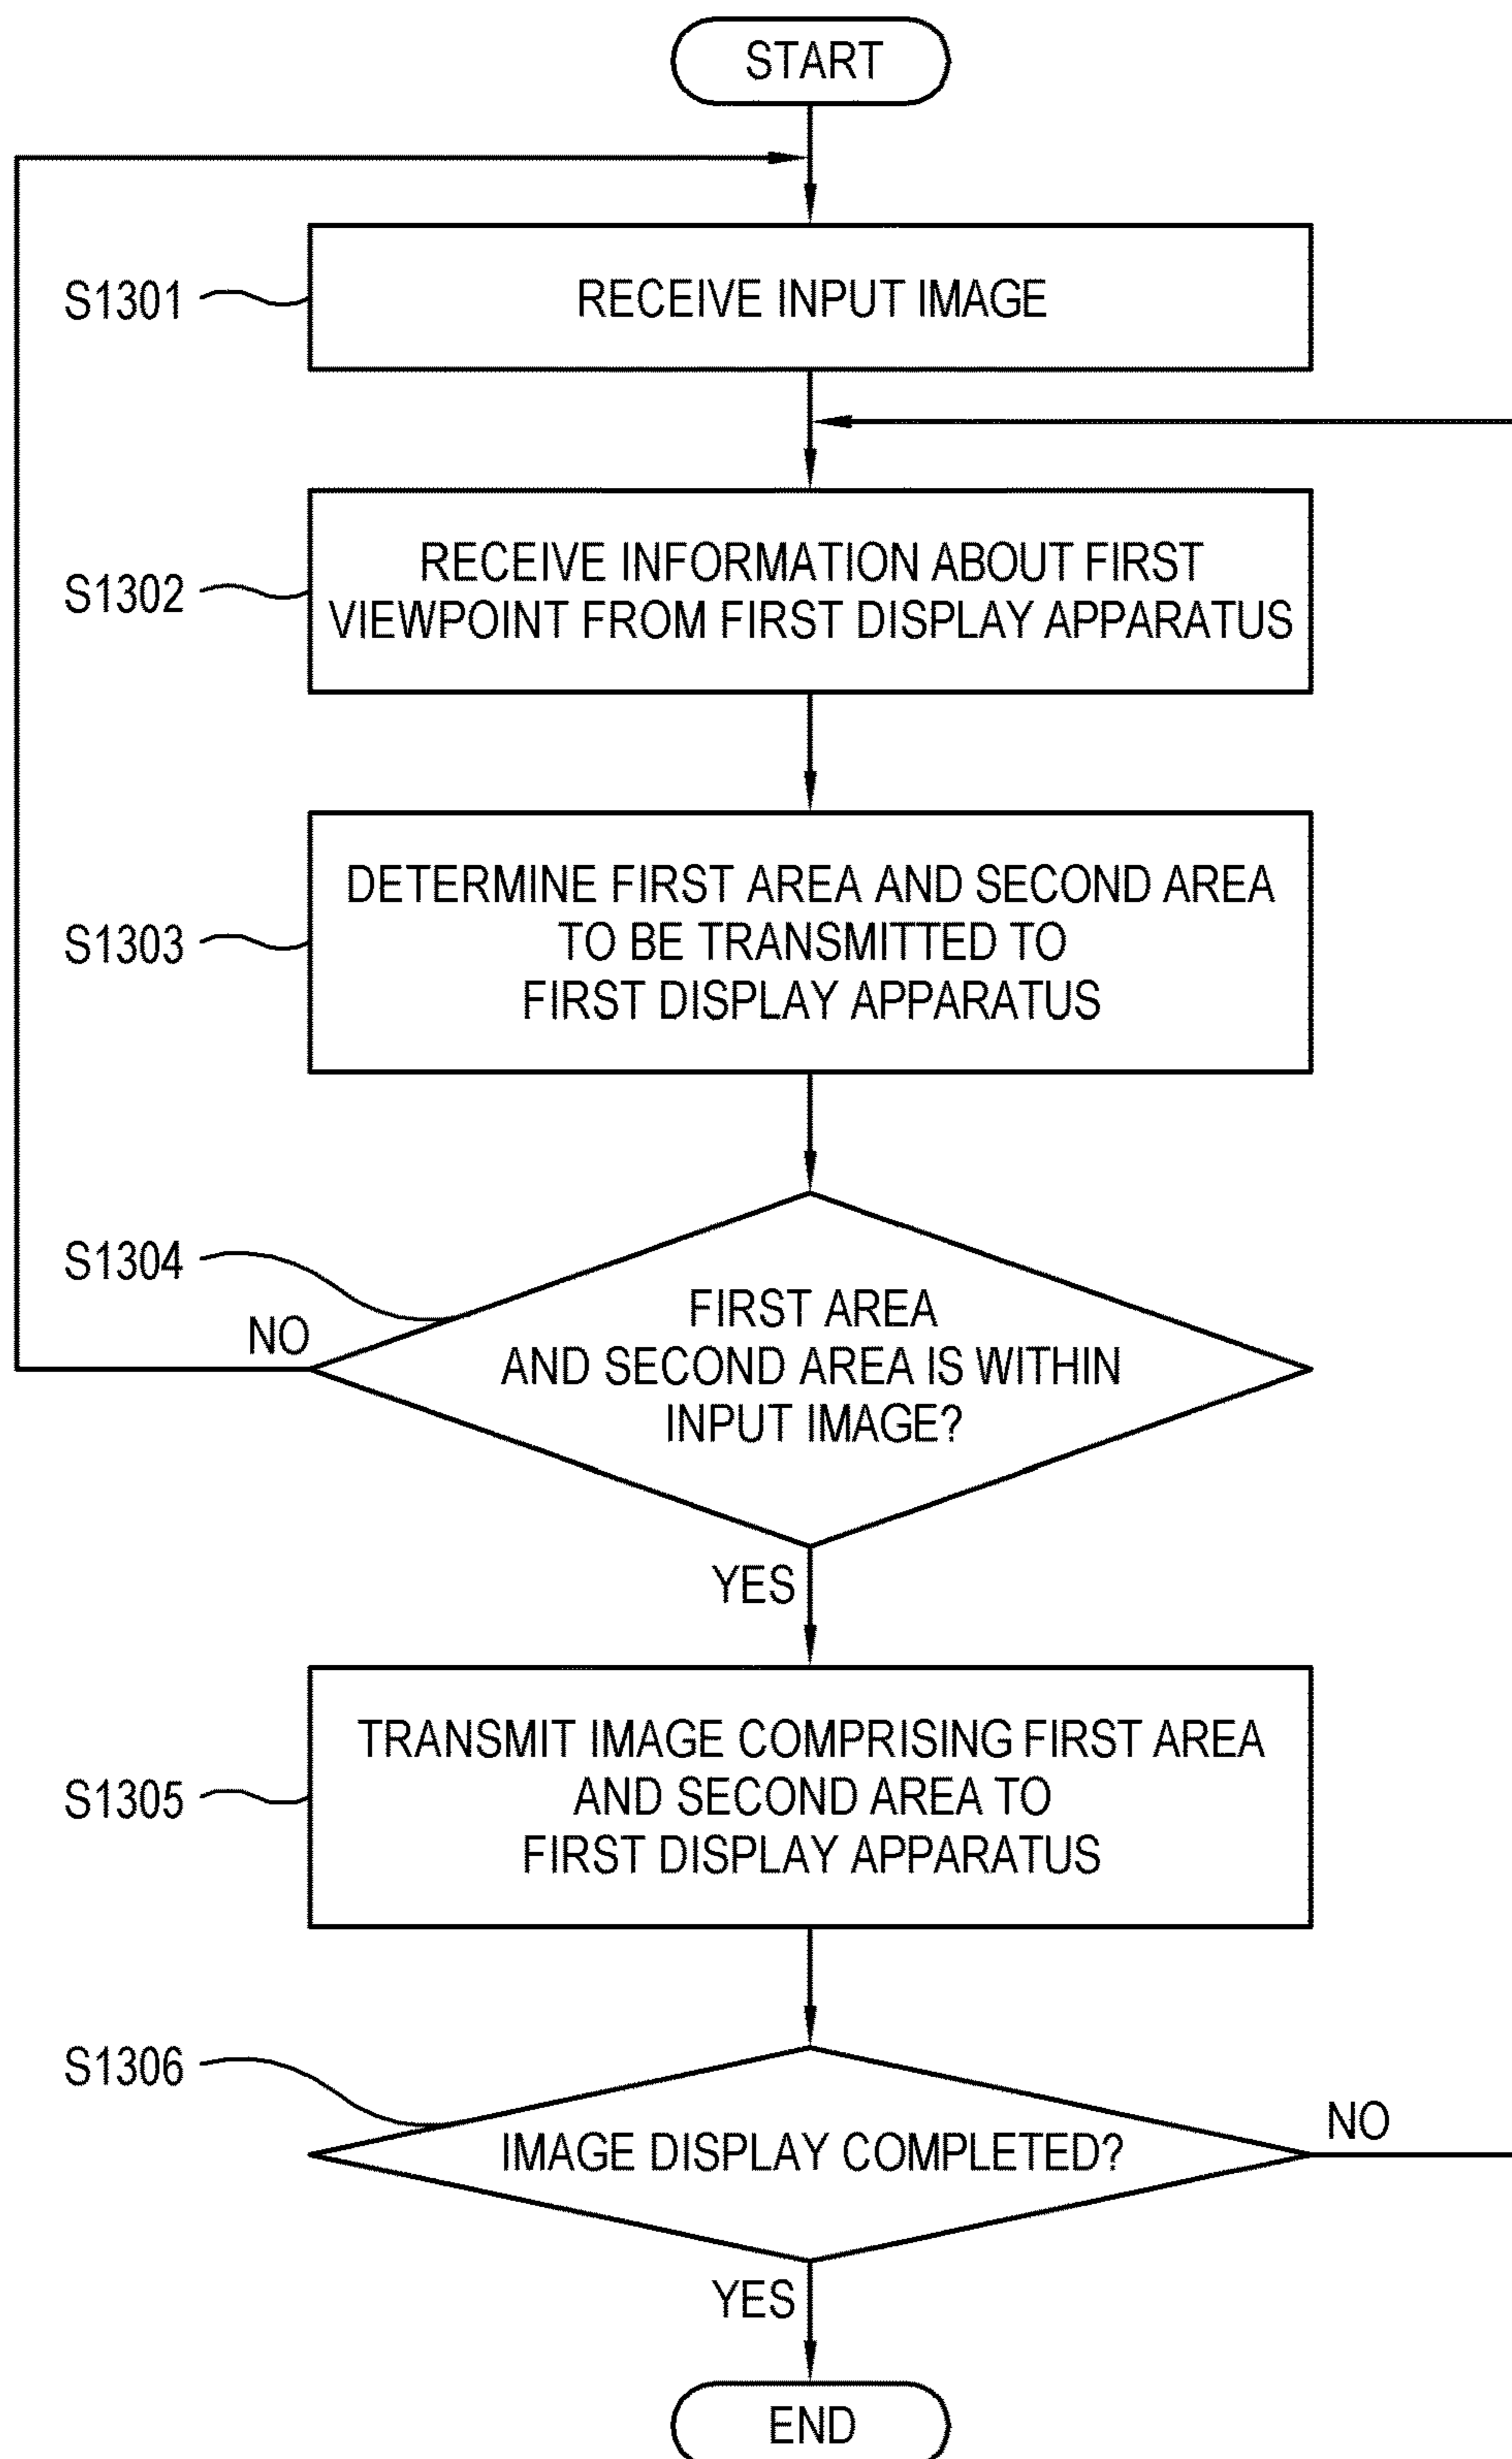 START
S1301
RECEIVE INPUT IMAGE
S1302
RECEIVE INFORMATION ABOUT FIRST
VIEWPOINT FROM FIRST DISPLAY APPARATUS
S1303
DETERMINE FIRST AREA AND SECOND AREA
TO BE TRANSMITTED TO
FIRST DISPLAY APPARATUS
S1304
NO
FIRST AREA
AND SECOND AREA IS WITHIN
INPUT IMAGE?
YES
S1305
TRANSMIT IMAGE COMPRISING FIRST AREA
AND SECOND AREA TO
FIRST DISPLAY APPARATUS
S1306
IMAGE DISPLAY COMPLETED?
NO
YES
END